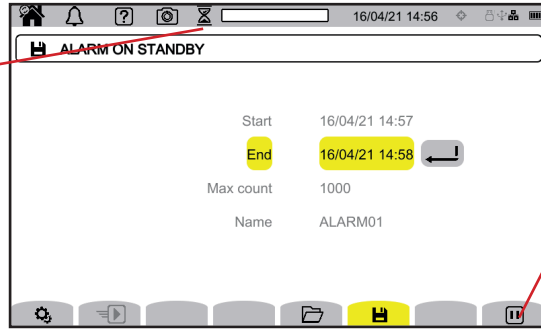 16/04/21 14:56
ALARM ON STANDBY
Start 16/04/21 14:57
End 16/04/21 14:58
Max count 1000
Name ALARM01